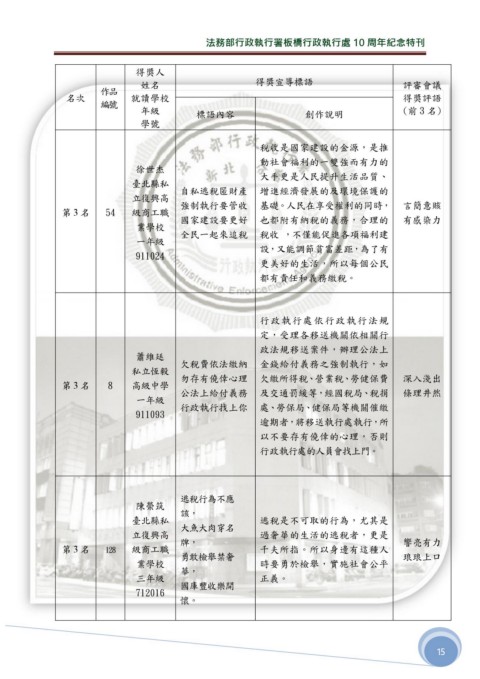 法務部行政執行署板橋行政執行處 10 周年紀念特刊
名次
作品
編號
得獎人
姓名
就讀學校
年級
學號
得獎宣導標語
標語內容
創作說明
評審會議
得獎評語
(前 3 名)
第 3 名
54
徐世杰
臺北縣私
立復興高
級商工職
業學校
一年級
911024
自私逃稅匿財產
強制執行要管收
國家建設要更好
全民一起來這稅
稅收是國家建設的金源，是推
動社會福利的一雙強而有力的
大手更是人民提升生活品質、
增進經濟發展的及環境保護的
基礎。人民在享受權利的同時，
也都附有納稅的義務，合理的
稅收 ，不僅能促進各項福利建
設，又能調節貧富差距，為了有
更美好的生活，所以每個公民
都有責任和義務繳稅。
言簡意賅
有感染力
第 3 名
8
蕭維廷
私立恆毅
高級中學
一年級
911093
欠稅費依法繳納
勿存有僥倖心理
公法上給付義務
行政執行找上你
行政執行處依行政執行法規
定，受理各移送機關依相關行
政法規移送案件，辦理公法上
金錢給付義務之強制執行，如
欠繳所得稅、營業稅、勞健保費
及交通罰緩等，經國稅局、稅捐
處、勞保局、健保局等機關催繳
逾期者，將移送執行處執行，所
以不要存有僥倖的心理，否則
行政執行處的人員會找上門。
深入淺出
條理井然
第 3 名
128
陳縈筑
臺北縣私
立復興高
級商工職
業學校
三年級
712016
逃稅行為不應
該，
大魚大肉穿名
牌，
勇敢檢舉禁奢
華，
國庫豐收樂開
懷。
逃稅是不可取的行為，尤其是
過奢華的生活的逃稅者，更是
千夫所指。所以身邊有這種人
時要勇於檢舉，實施社會公平
正義。
響亮有力
琅琅上口
15